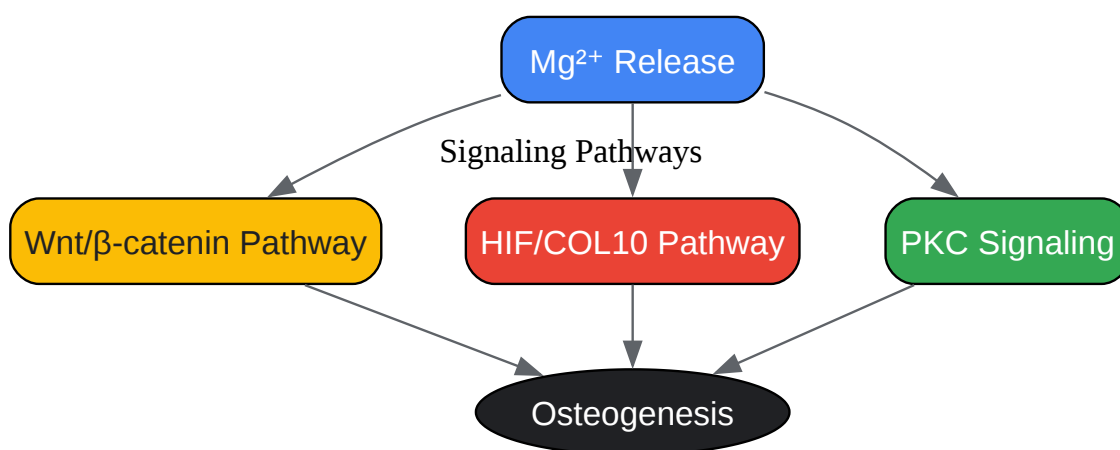 Mg²⁺ Release
Signaling Pathways
Wnt/β-catenin Pathway
HIF/COL10 Pathway
PKC Signaling
Osteogenesis